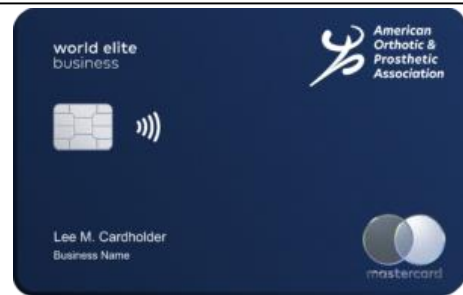 world elite
business
American
Orthotic &
Prosthetic
Association
Lee M. Cardholder
Business Name
mastercard